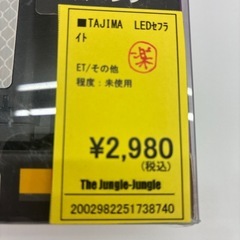 ■TAJIMA LEDセフラ
イト
楽
ET/その他
程度：未使用
¥2,980
(税込)
The Jungle-Jungle
2002982251738740